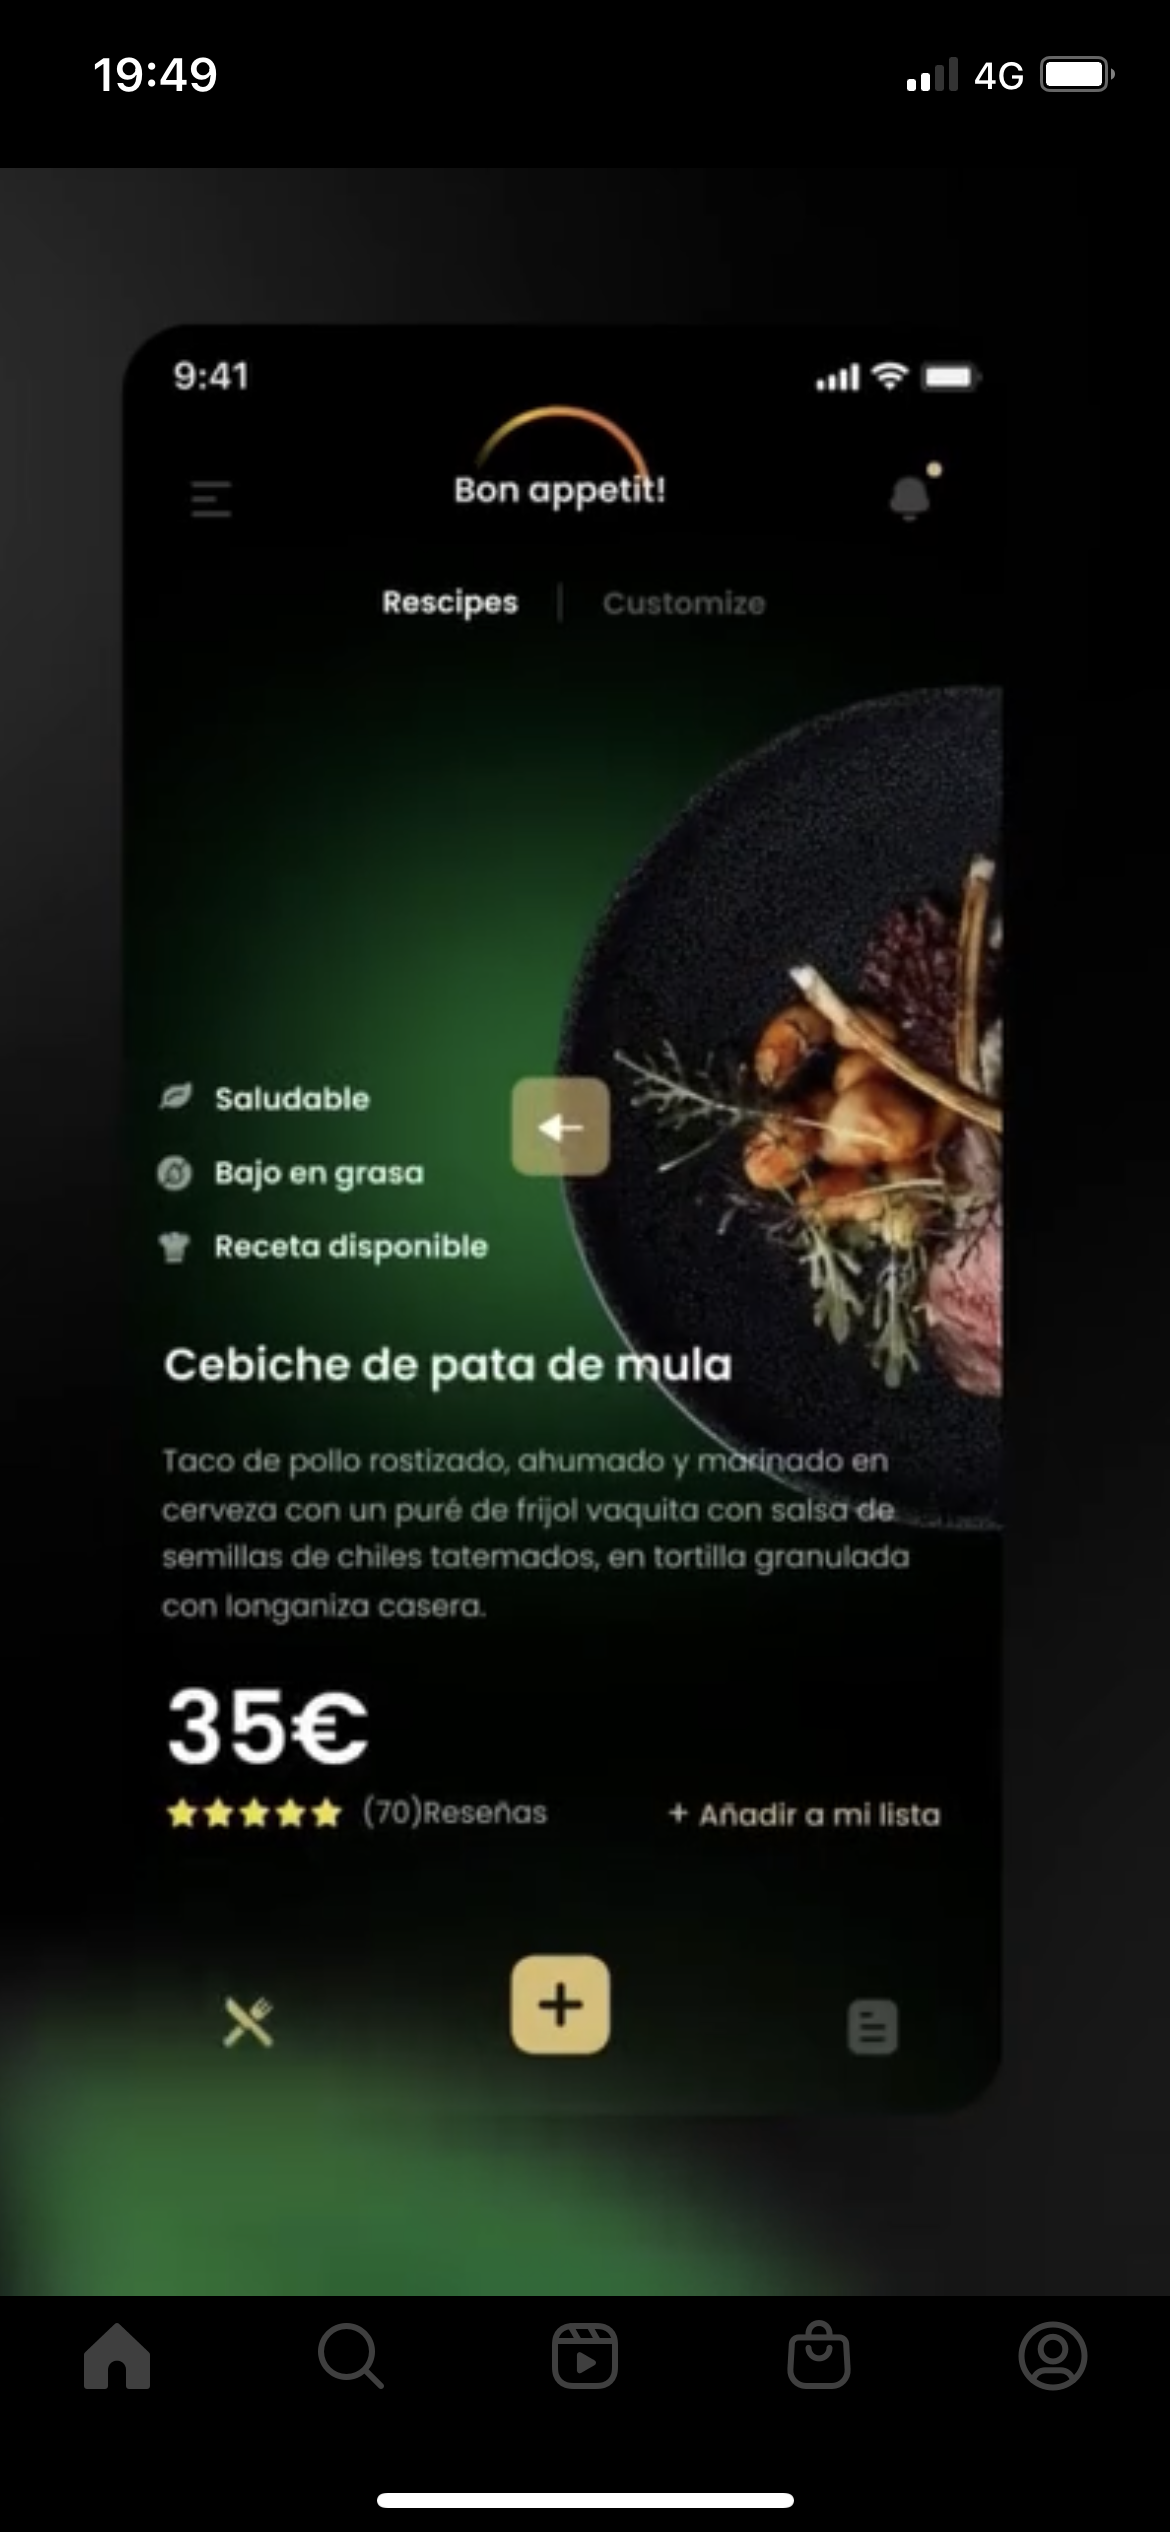 19:49
4G
9:41
Bon appetit!
Rescipes | Customize
Saludable
Bajo en grasa
Receta disponible
Cebiche de pata de mula
Taco de pollo rostizado, ahumado y marinado en
cerveza con un puré de frijol vaquita con salsa de
semillas de chiles tatemados, en tortilla granulada
con longaniza casera.
35€
(70)Reseñas
+ Añadir a mi lista